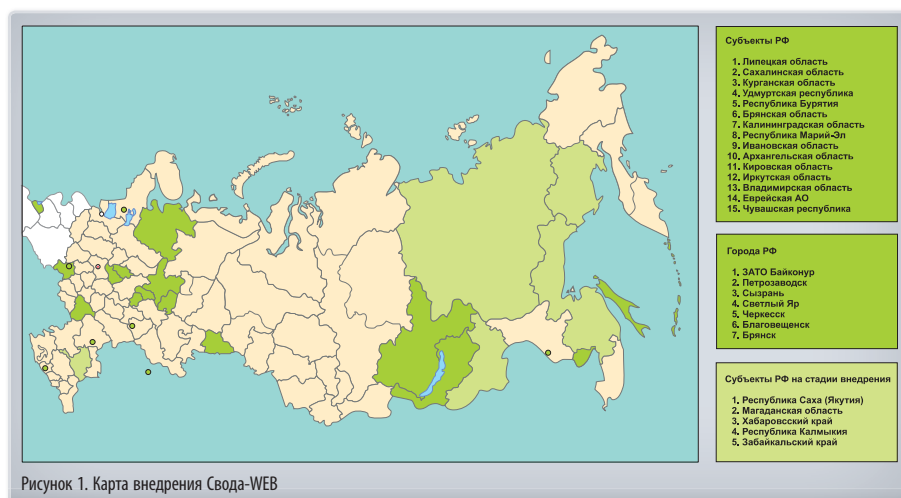 Субъекты РФ
1. Липецкая область
2. Сахалинская область
3. Курганская область
4. Удмуртская республика
5. Республика Бурятия
6. Брянская область
7. Калининградская область
8. Республика Марий-Эл
9. Ивановская область
10. Архангельская область
11. Кировская область
12. Иркутская область
13. Владимирская область
14. Еврейская АО
15. Чувашская республика
Города РФ
1. ЗАТО Байконур
2. Петрозаводск
3. Сызрань
4. Светлый Яр
5. Черкесск
6. Благовещенск
7. Брянск
Субъекты РФ на стадии внедрения
1. Республика Саха (Якутия)
2. Магаданская область
3. Хабаровсский край
4. Республика Калмыкия
5. Забайкальский край
Рисунок 1. Карта внедрения Свода-WEB